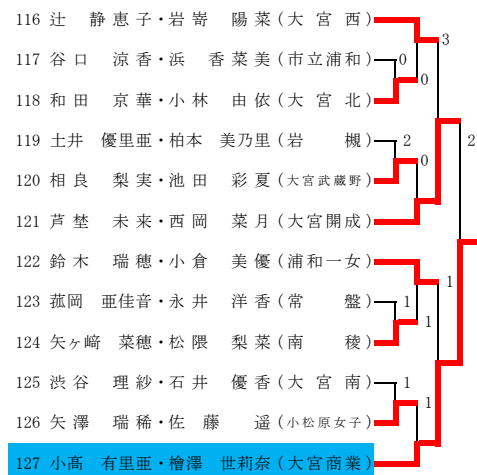 116 辻 静恵子・岩嵜 陽菜(大宮西)
3
117 谷口 涼香・浜 香菜美(市立浦和)
0
0
118 和田 京華・小林 由依(大宮北)
119 土井 優里亜・柏本 美乃里(岩槻)
2
2
0
120 相良 梨実・池田 彩夏(大宮武蔵野)
121 芦埜 未来・西岡 菜月(大宮開成)
122 鈴木 瑞穂・小倉 美優(浦和一女)
1
123 菰岡 亜佳音・永井 洋香(常盤)
1
1
124 矢ヶ﨑 菜穂・松隈 梨菜(南稜)
125 渋谷 理紗・石井 優香(大宮南)
1
1
126 矢澤 瑞稀・佐藤 遥(小松原女子)
127 小髙 有里亜・檜澤 世莉奈(大宮商業)